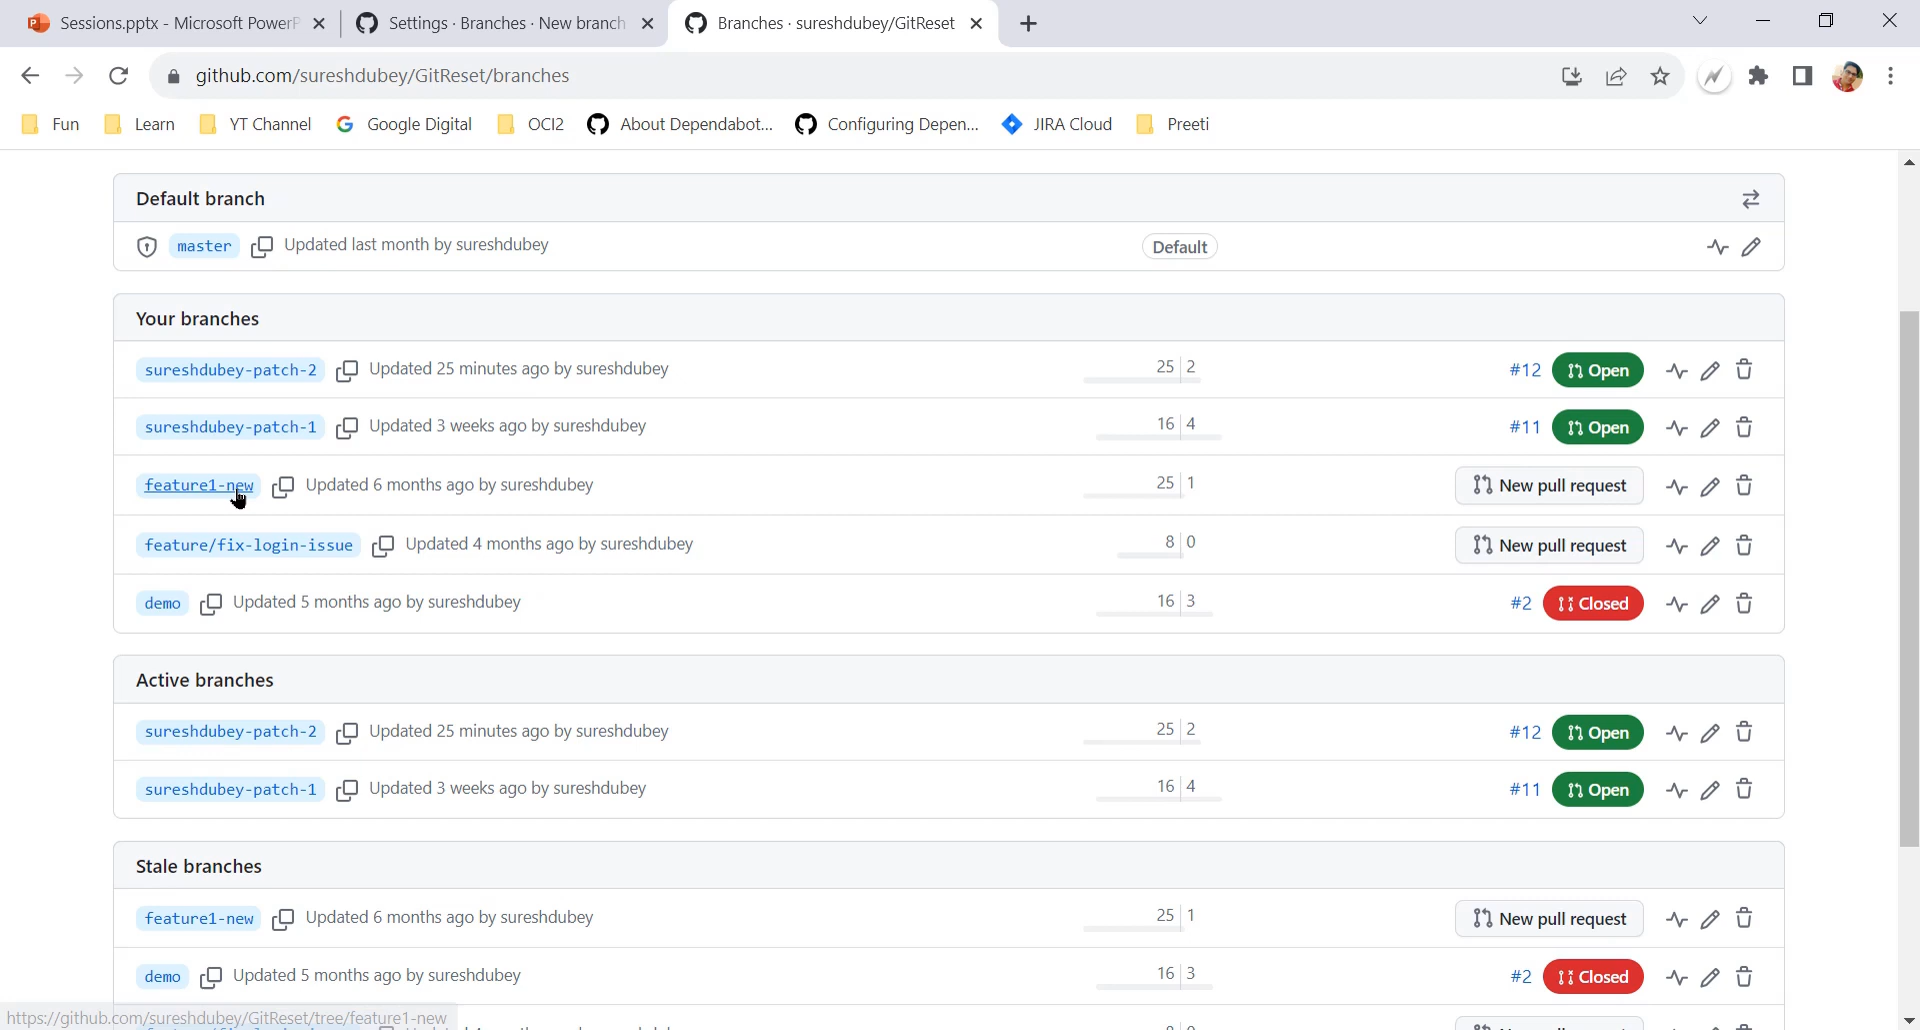 Sessions.pptx - Microsoft PowerP
Settings · Branches · New branch
Branches · sureshdubey/GitReset
github.com/sureshdubey/GitReset/branches
Fun Learn YT Channel Google Digital OCI2 About Dependabot... Configuring Depen... JIRA Cloud Preeti
Default branch
master Updated last month by sureshdubey Default
Your branches
sureshdubey-patch-2 Updated 25 minutes ago by sureshdubey 25 2 #12 Open
sureshdubey-patch-1 Updated 3 weeks ago by sureshdubey 16 4 #11 Open
feature1-new Updated 6 months ago by sureshdubey 25 1 New pull request
feature/fix-login-issue Updated 4 months ago by sureshdubey 8 0 New pull request
demo Updated 5 months ago by sureshdubey 16 3 #2 Closed
Active branches
sureshdubey-patch-2 Updated 25 minutes ago by sureshdubey 25 2 #12 Open
sureshdubey-patch-1 Updated 3 weeks ago by sureshdubey 16 4 #11 Open
Stale branches
feature1-new Updated 6 months ago by sureshdubey 25 1 New pull request
demo Updated 5 months ago by sureshdubey 16 3 #2 Closed
https://github.com/sureshdubey/GitReset/tree/feature1-new